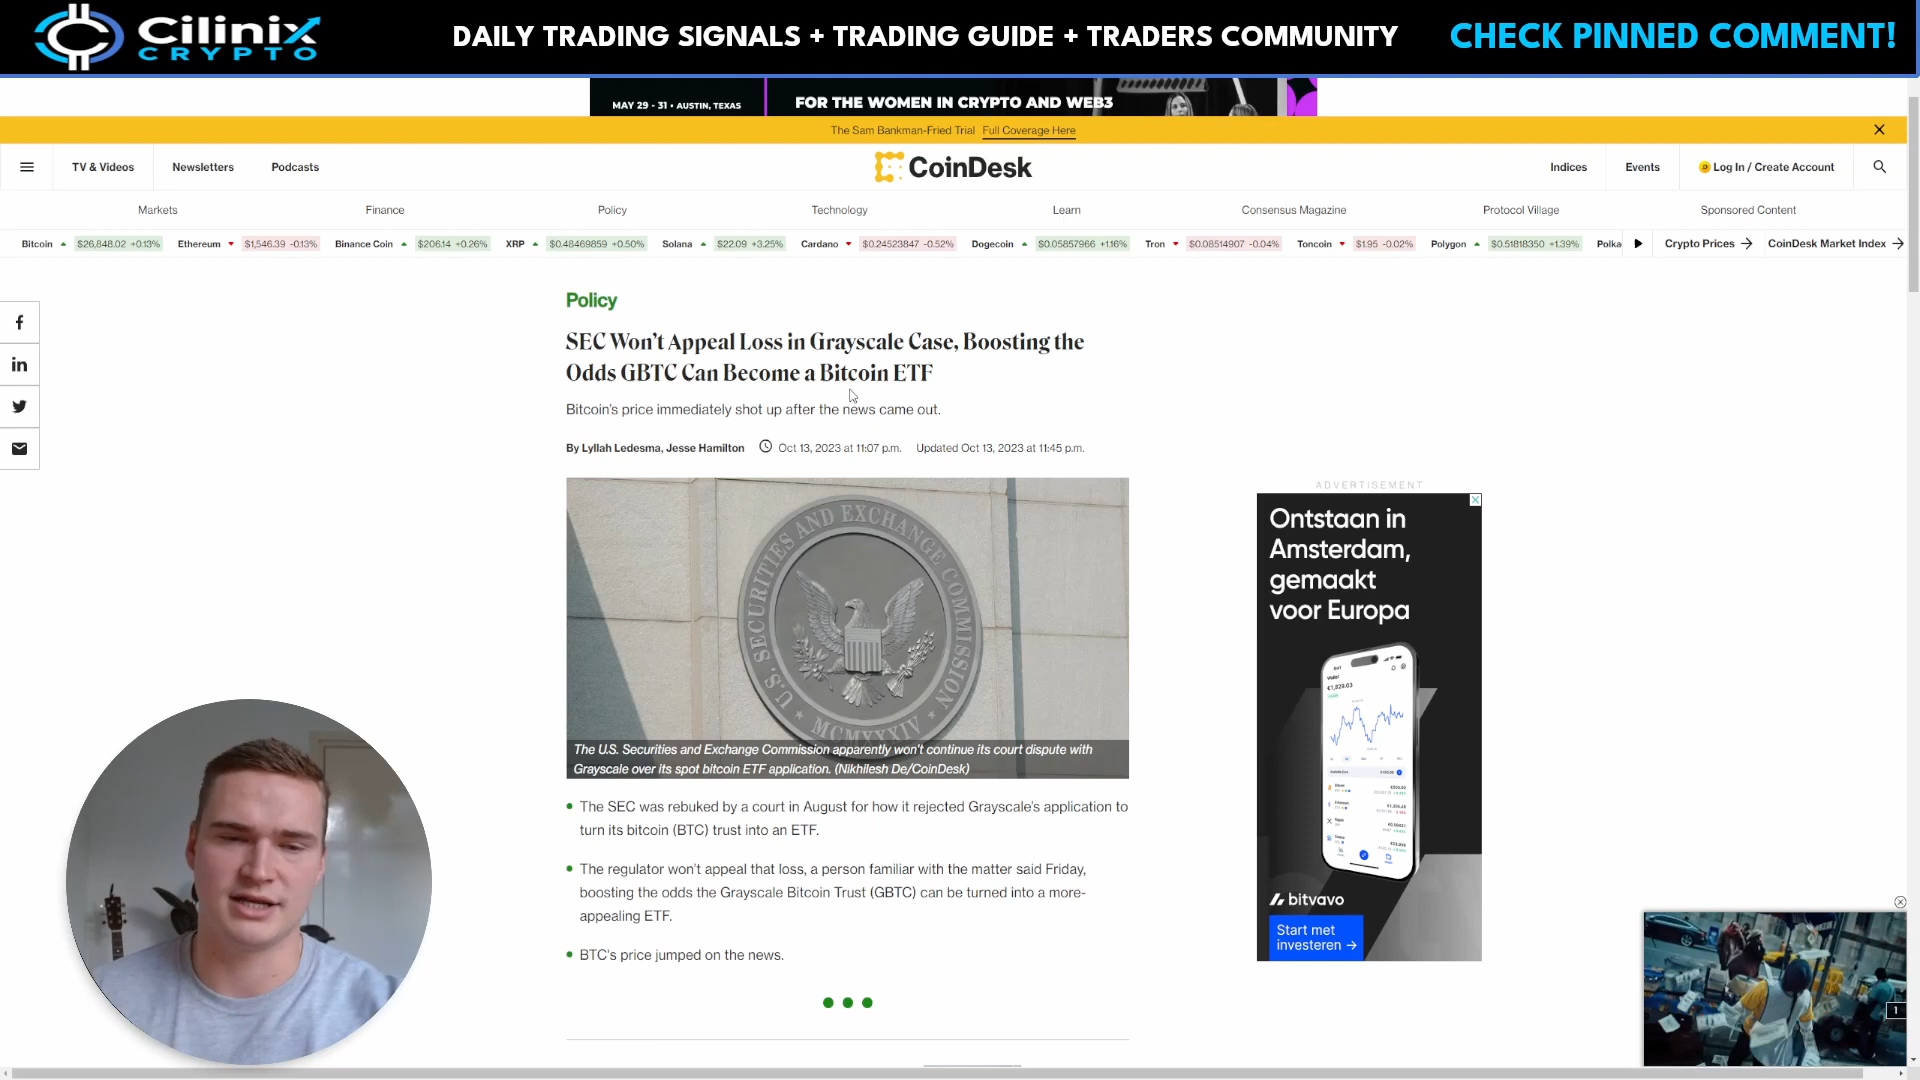 Cilinix
CRYPTO
DAILY TRADING SIGNALS + TRADING GUIDE + TRADERS COMMUNITY
CHECK PINNED COMMENT!
MAY 29 - 31 • AUSTIN, TEXAS
FOR THE WOMEN IN CRYPTO AND WEB3
The Sam Bankman-Fried Trial Full Coverage Here
TV & Videos
Newsletters
Podcasts
CoinDesk
Indices
Events
Log In / Create Account
Markets
Finance
Policy
Technology
Learn
Consensus Magazine
Protocol Village
Sponsored Content
Bitcoin $26,848.02 +0.13% Ethereum $1,546.39 -0.13% Binance Coin $206.14 +0.26% XRP $0.48469859 +0.50% Solana $22.09 +3.25% Cardano $0.24523847 -0.52% Dogecoin $0.05857966 +1.16% Tron $0.08514907 -0.04% Toncoin $1.95 -0.02% Polygon $0.51818350 +1.39% Polka
Crypto Prices →
CoinDesk Market Index →
Policy
SEC Won't Appeal Loss in Grayscale Case, Boosting the
Odds GBTC Can Become a Bitcoin ETF
Bitcoin's price immediately shot up after the news came out.
By Lyllah Ledesma, Jesse Hamilton
Oct 13, 2023 at 11:07 p.m.
Updated Oct 13, 2023 at 11:45 p.m.
U.S. SECURITIES AND EXCHANGE COMMISSION
MCMXXXIV
The U.S. Securities and Exchange Commission apparently won't continue its court dispute with
Grayscale over its spot bitcoin ETF application. (Nikhilesh De/CoinDesk)
• The SEC was rebuked by a court in August for how it rejected Grayscale's application to
turn its bitcoin (BTC) trust into an ETF.
• The regulator won't appeal that loss, a person familiar with the matter said Friday,
boosting the odds the Grayscale Bitcoin Trust (GBTC) can be turned into a more-
appealing ETF.
• BTC's price jumped on the news.
ADVERTISEMENT
Ontstaan in
Amsterdam,
gemaakt
voor Europa
bitvavo
Start met
investeren →
1